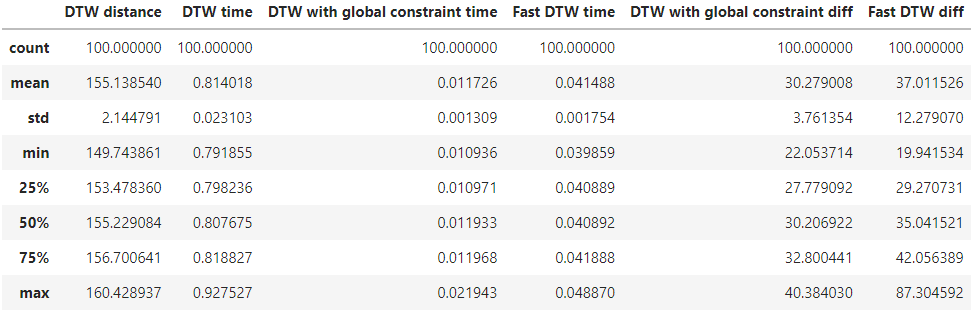 DTW distance DTW time DTW with global constraint time Fast DTW time DTW with global constraint diff Fast DTW diff
count 100.000000 100.000000 100.000000 100.000000 100.000000 100.000000
mean 155.138540 0.814018 0.011726 0.041488 30.279008 37.011526
std 2.144791 0.023103 0.001309 0.001754 3.761354 12.279070
min 149.743861 0.791855 0.010936 0.039859 22.053714 19.941534
25% 153.478360 0.798236 0.010971 0.040889 27.779092 29.270731
50% 155.229084 0.807675 0.011933 0.040892 30.206922 35.041521
75% 156.700641 0.818827 0.011968 0.041888 32.800441 42.056389
max 160.428937 0.927527 0.021943 0.048870 40.384030 87.304592